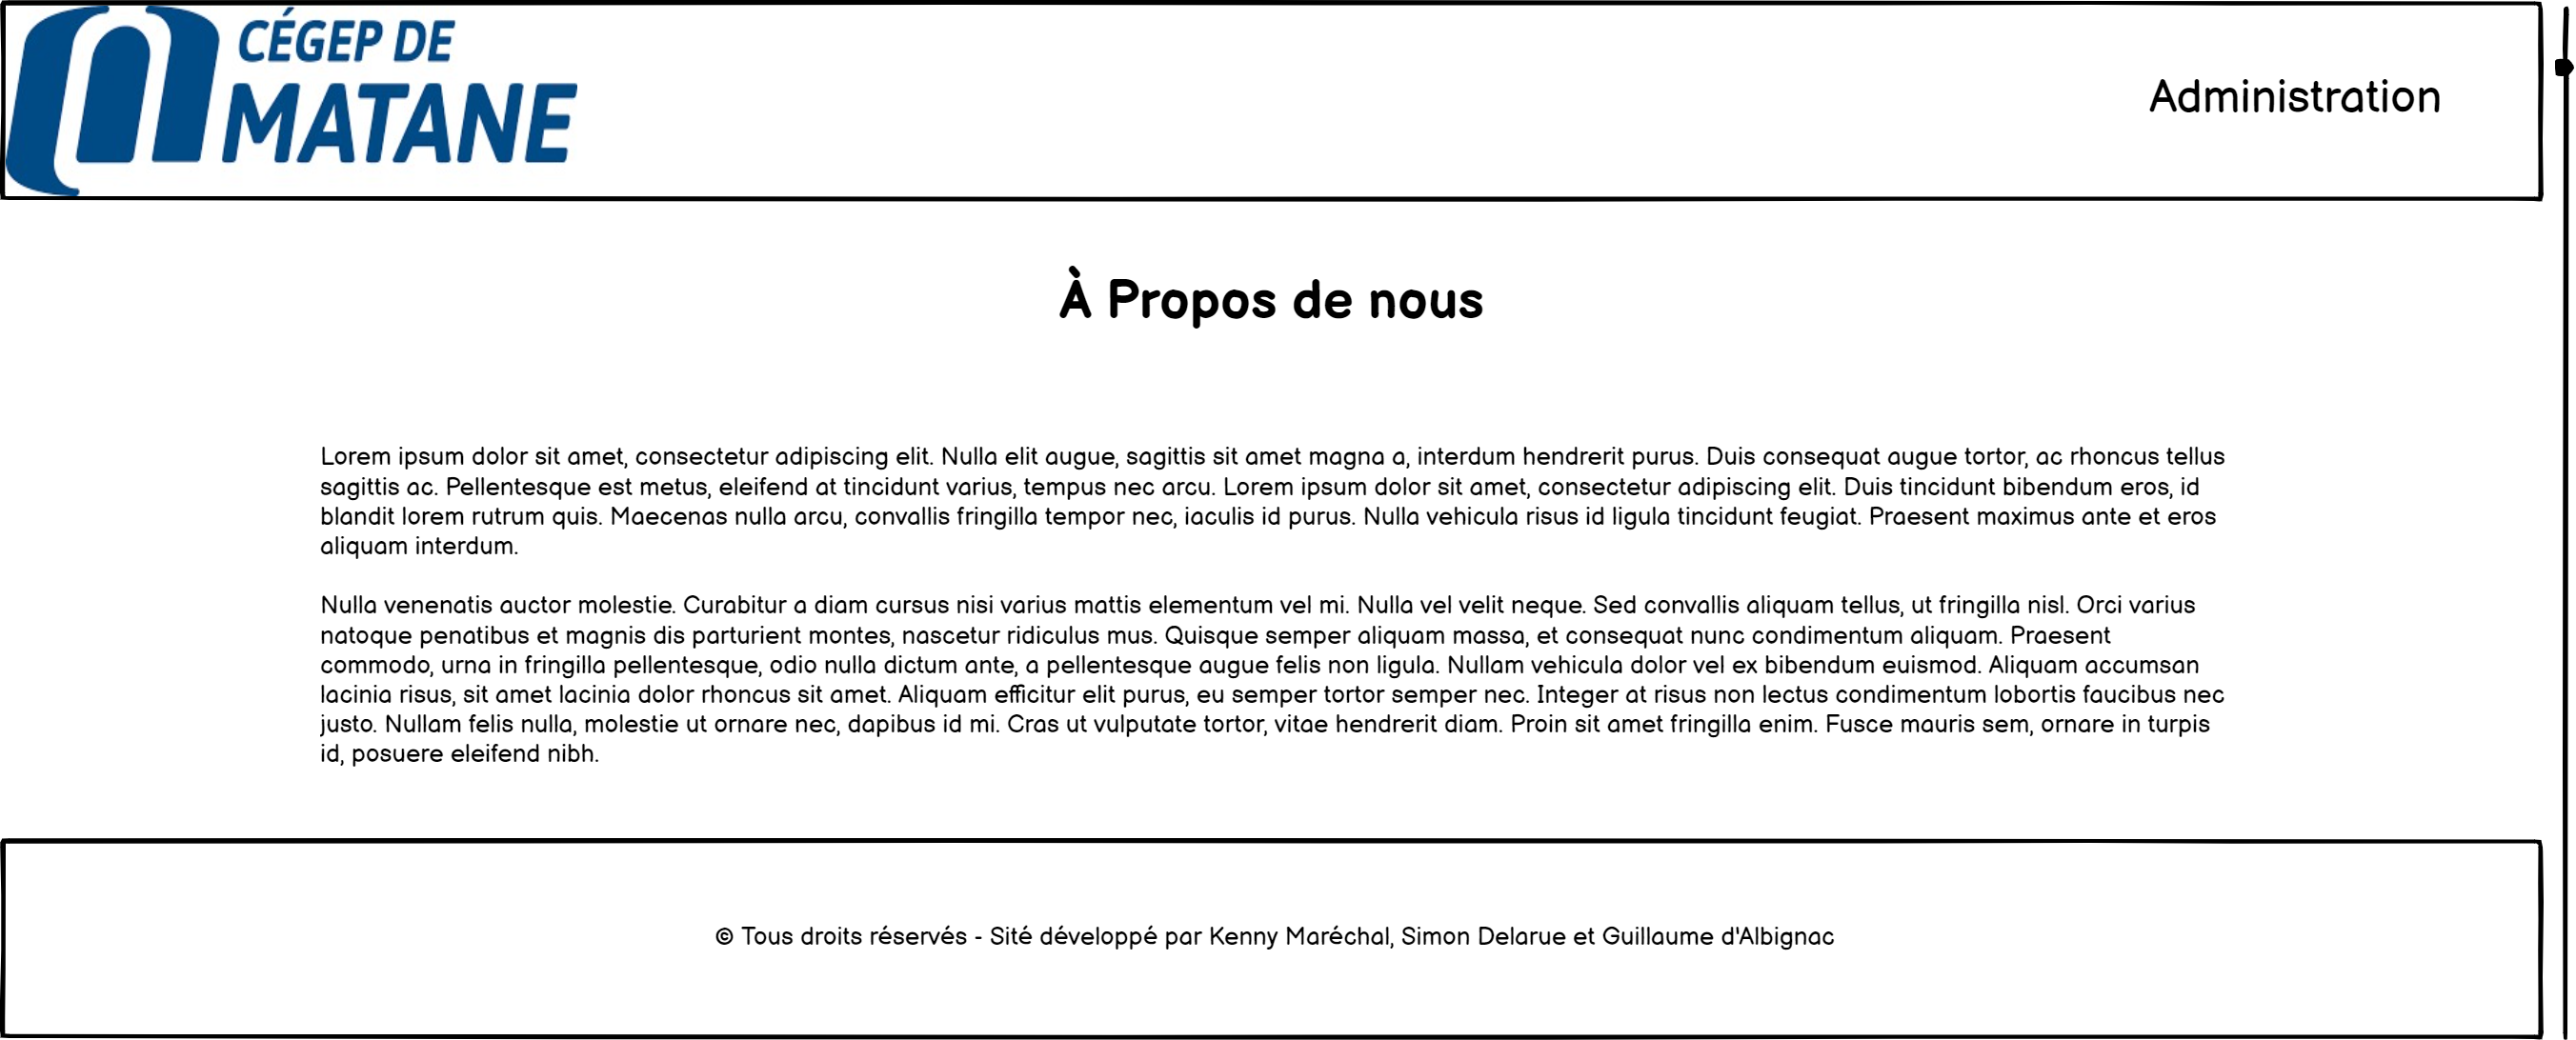 CÉGEP DE
MATANE
Administration
À Propos de nous
Lorem ipsum dolor sit amet, consectetur adipiscing elit. Nulla elit augue, sagittis sit amet magna a, interdum hendrerit purus. Duis consequat augue tortor, ac rhoncus tellus
sagittis ac. Pellentesque est metus, eleifend at tincidunt varius, tempus nec arcu. Lorem ipsum dolor sit amet, consectetur adipiscing elit. Duis tincidunt bibendum eros, id
blandit lorem rutrum quis. Maecenas nulla arcu, convallis fringilla tempor nec, iaculis id purus. Nulla vehicula risus id ligula tincidunt feugiat. Praesent maximus ante et eros
aliquam interdum.
Nulla venenatis auctor molestie. Curabitur a diam cursus nisi varius mattis elementum vel mi. Nulla vel velit neque. Sed convallis aliquam tellus, ut fringilla nisl. Orci varius
natoque penatibus et magnis dis parturient montes, nascetur ridiculus mus. Quisque semper aliquam massa, et consequat nunc condimentum aliquam. Praesent
commodo, urna in fringilla pellentesque, odio nulla dictum ante, a pellentesque augue felis non ligula. Nullam vehicula dolor vel ex bibendum euismod. Aliquam accumsan
lacinia risus, sit amet lacinia dolor rhoncus sit amet. Aliquam efficitur elit purus, eu semper tortor semper nec. Integer at risus non lectus condimentum lobortis faucibus nec
justo. Nullam felis nulla, molestie ut ornare nec, dapibus id mi. Cras ut vulputate tortor, vitae hendrerit diam. Proin sit amet fringilla enim. Fusce mauris sem, ornare in turpis
id, posuere eleifend nibh.
© Tous droits réservés - Sité développé par Kenny Maréchal, Simon Delarue et Guillaume d'Albignac